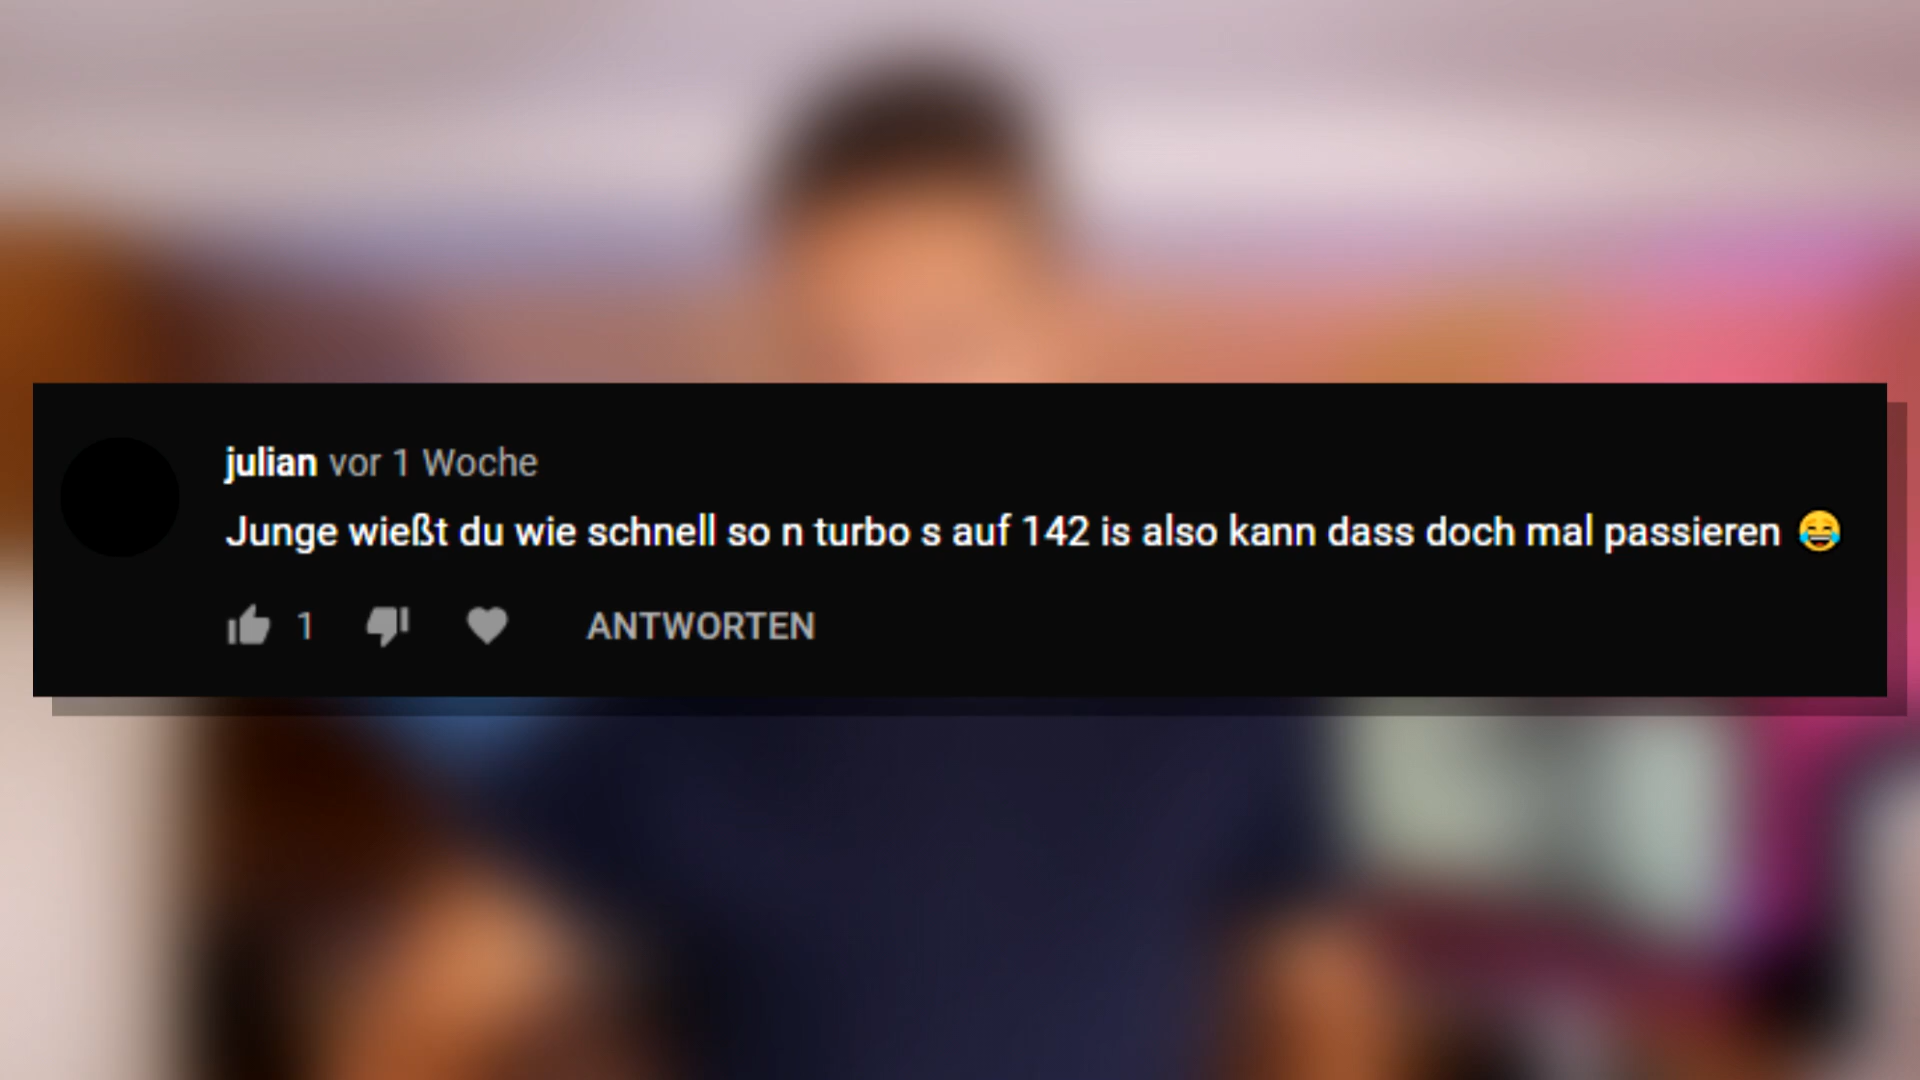 julian vor 1 Woche
Junge wießt du wie schnell so n turbo s auf 142 is also kann dass doch mal passieren 😂
1 ANTWORTEN